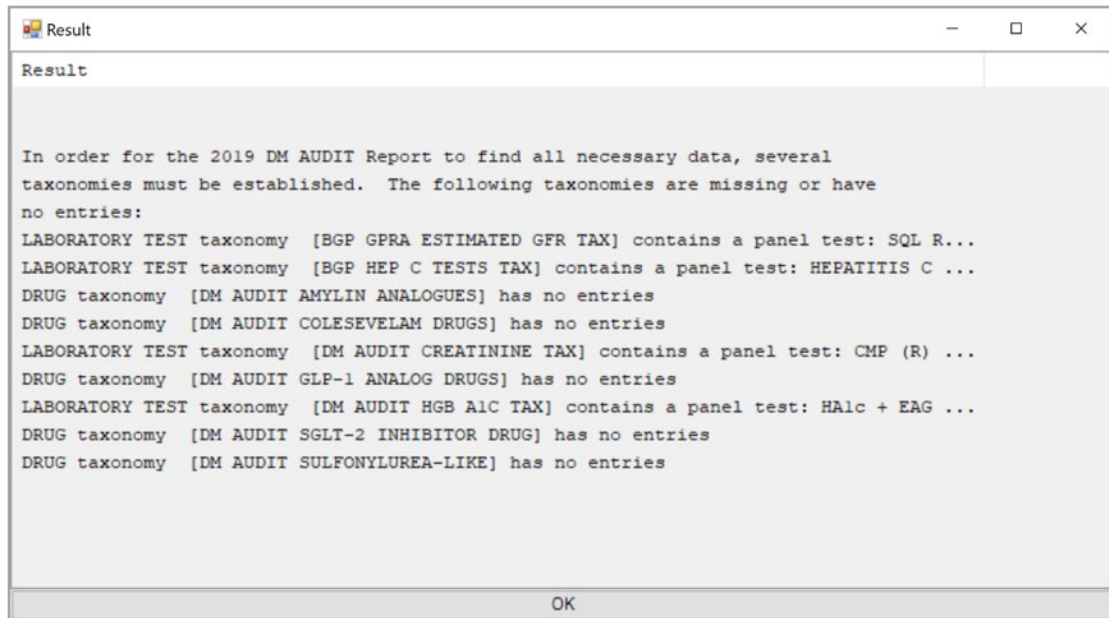 Result
Result
In order for the 2019 DM AUDIT Report to find all necessary data, several
taxonomies must be established.  The following taxonomies are missing or have
no entries:
LABORATORY TEST taxonomy  [BGP GPRA ESTIMATED GFR TAX] contains a panel test: SQL R...
LABORATORY TEST taxonomy  [BGP HEP C TESTS TAX] contains a panel test: HEPATITIS C ...
DRUG taxonomy  [DM AUDIT AMYLIN ANALOGUES] has no entries
DRUG taxonomy  [DM AUDIT COLESEVELAM DRUGS] has no entries
LABORATORY TEST taxonomy  [DM AUDIT CREATININE TAX] contains a panel test: CMP (R) ...
DRUG taxonomy  [DM AUDIT GLP-1 ANALOG DRUGS] has no entries
LABORATORY TEST taxonomy  [DM AUDIT HGB A1C TAX] contains a panel test: HA1c + EAG ...
DRUG taxonomy  [DM AUDIT SGLT-2 INHIBITOR DRUG] has no entries
DRUG taxonomy  [DM AUDIT SULFONYLUREA-LIKE] has no entries
OK